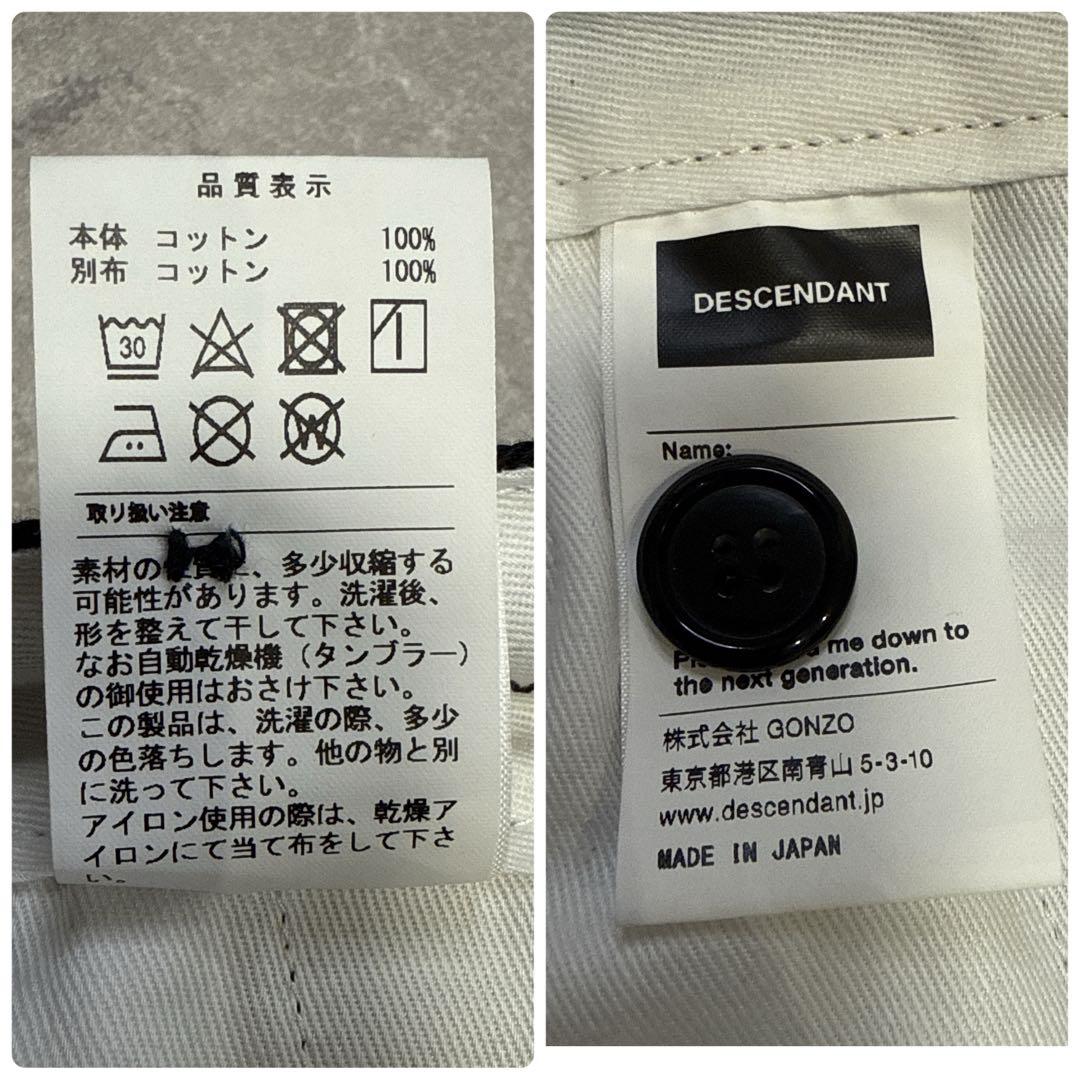 品質表示
本体 コットン 100%
別布 コットン 100%
30
W
取り扱い注意
素材の 、多少収縮する
可能性があります。洗濯後、
形を整えて干して下さい。
なお自動乾燥機(タンブラー)
の御使用はおさけ下さい。
この製品は、洗濯の際、多少
の色落ちします。他の物と別
に洗って下さい。
アイロン使用の際は、乾燥ア
イロンにて当て布をして下さ
い。
DESCENDANT
Name:
me down to
the next generation.
株式会社 GONZO
東京都港区南青山 5-3-10
www.descendant.jp
MADE IN JAPAN